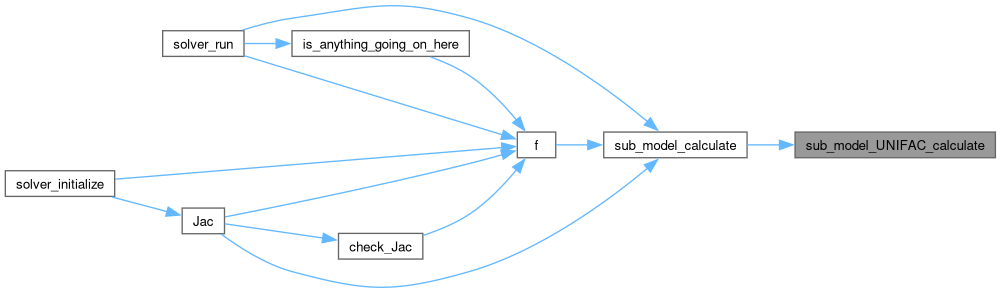 solver_run
is_anything_going_on_here
f
sub_model_calculate
sub_model_UNIFAC_calculate
solver_initialize
Jac
check_Jac